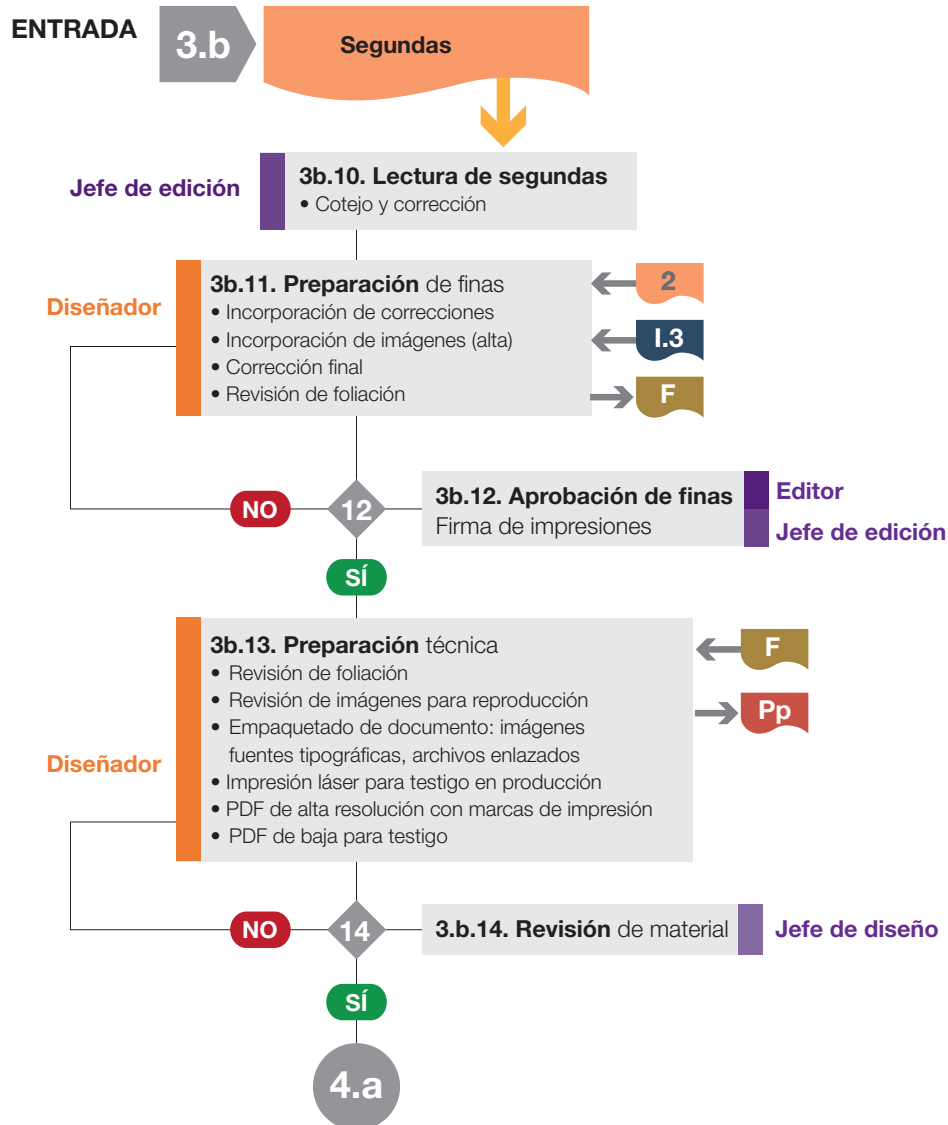 ENTRADA
3.b
Segundas
Jefe de edición
3b.10. Lectura de segundas
• Cotejo y corrección
Diseñador
3b.11. Preparación de finas
• Incorporación de correcciones
• Incorporación de imágenes (alta)
• Corrección final
• Revisión de foliación
2
I.3
F
NO
12
3b.12. Aprobación de finas
Firma de impresiones
Editor
Jefe de edición
SÍ
Diseñador
3b.13. Preparación técnica
• Revisión de foliación
• Revisión de imágenes para reproducción
• Empaquetado de documento: imágenes
fuentes tipográficas, archivos enlazados
• Impresión láser para testigo en producción
• PDF de alta resolución con marcas de impresión
• PDF de baja para testigo
F
Pp
NO
14
3.b.14. Revisión de material
Jefe de diseño
SÍ
4.a